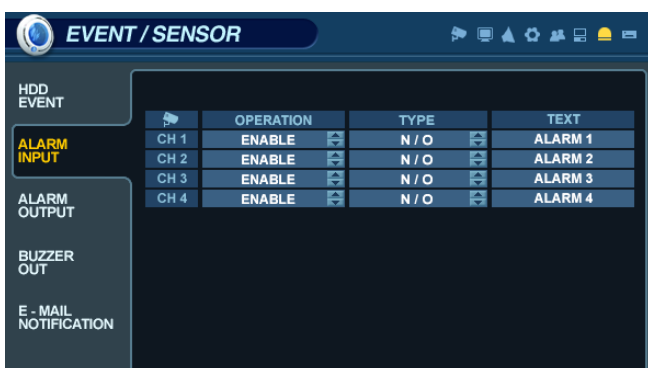 EVENT / SENSOR
HDD
EVENT
ALARM
INPUT
ALARM
OUTPUT
BUZZER
OUT
E - MAIL
NOTIFICATION
OPERATION TYPE TEXT
CH 1 ENABLE N / O ALARM 1
CH 2 ENABLE N / O ALARM 2
CH 3 ENABLE N / O ALARM 3
CH 4 ENABLE N / O ALARM 4